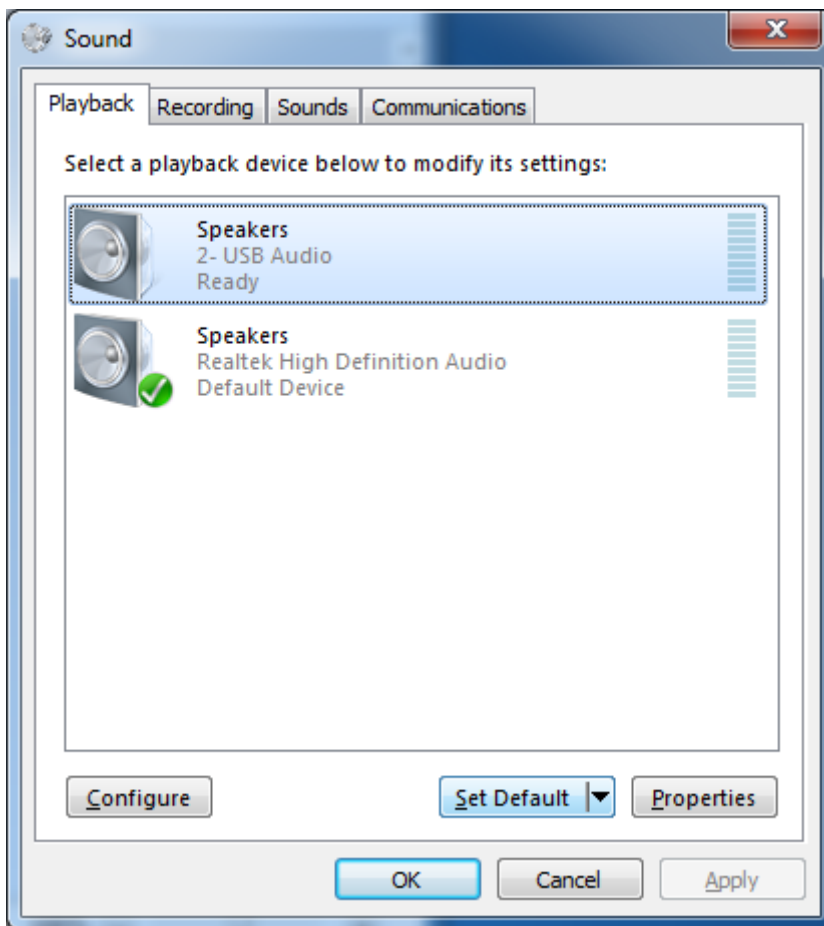 Sound
Playback Recording Sounds Communications
Select a playback device below to modify its settings:
Speakers
2- USB Audio
Ready
Speakers
Realtek High Definition Audio
Default Device
Configure Set Default Properties
OK Cancel Apply